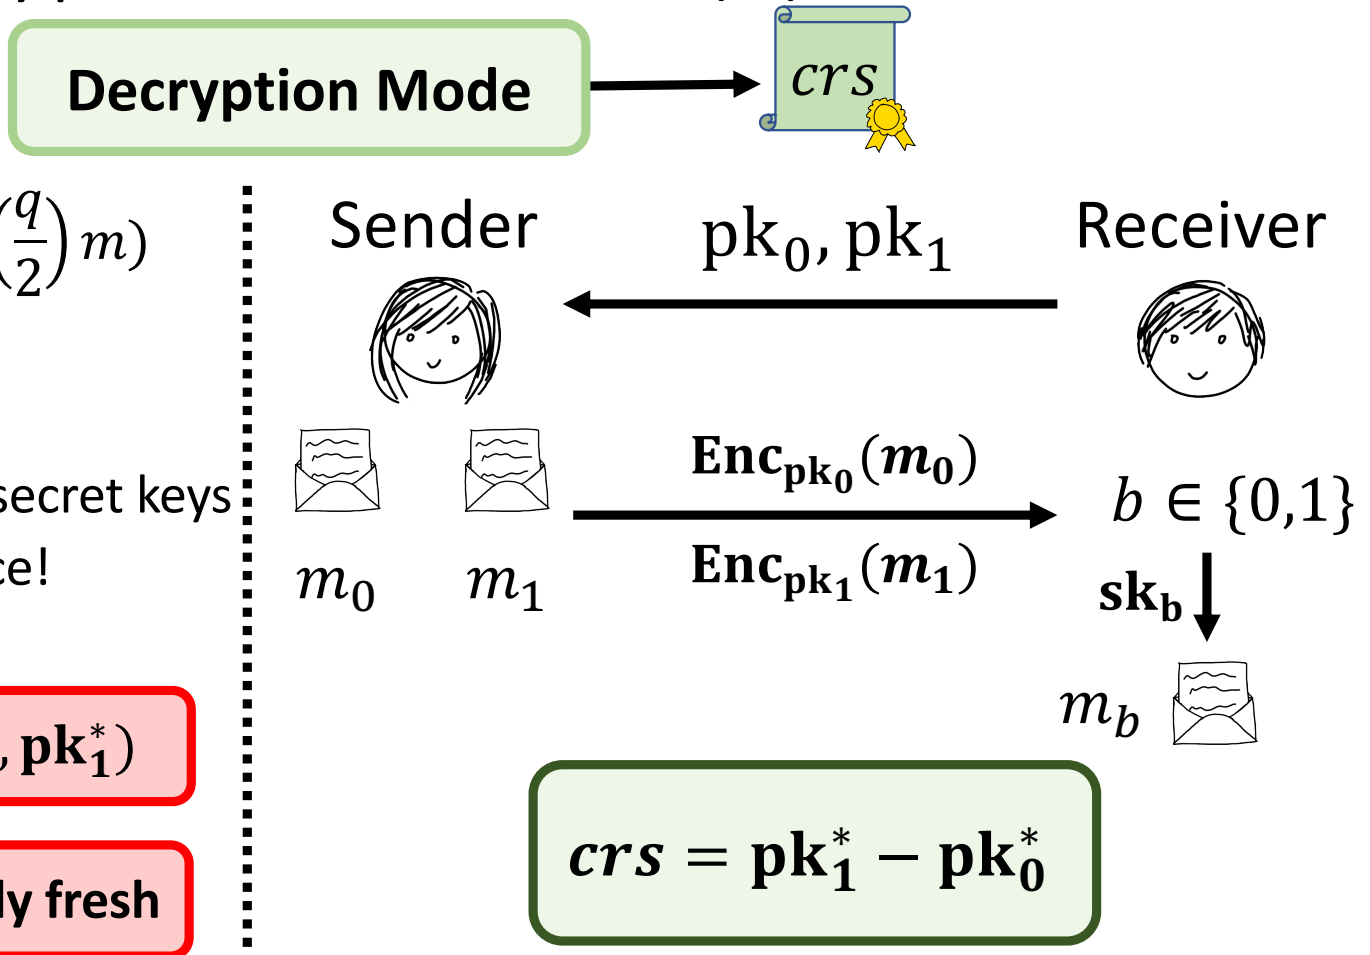 Decryption Mode
crs
(q/2) m)
secret keys
ce!
, pk₁*)
ly fresh
Sender
pk₀, pk₁
Receiver
m₀
m₁
Enc_pk₀(m₀)
Enc_pk₁(m₁)
b ∈ {0,1}
sk_b
m_b
crs = pk₁* − pk₀*